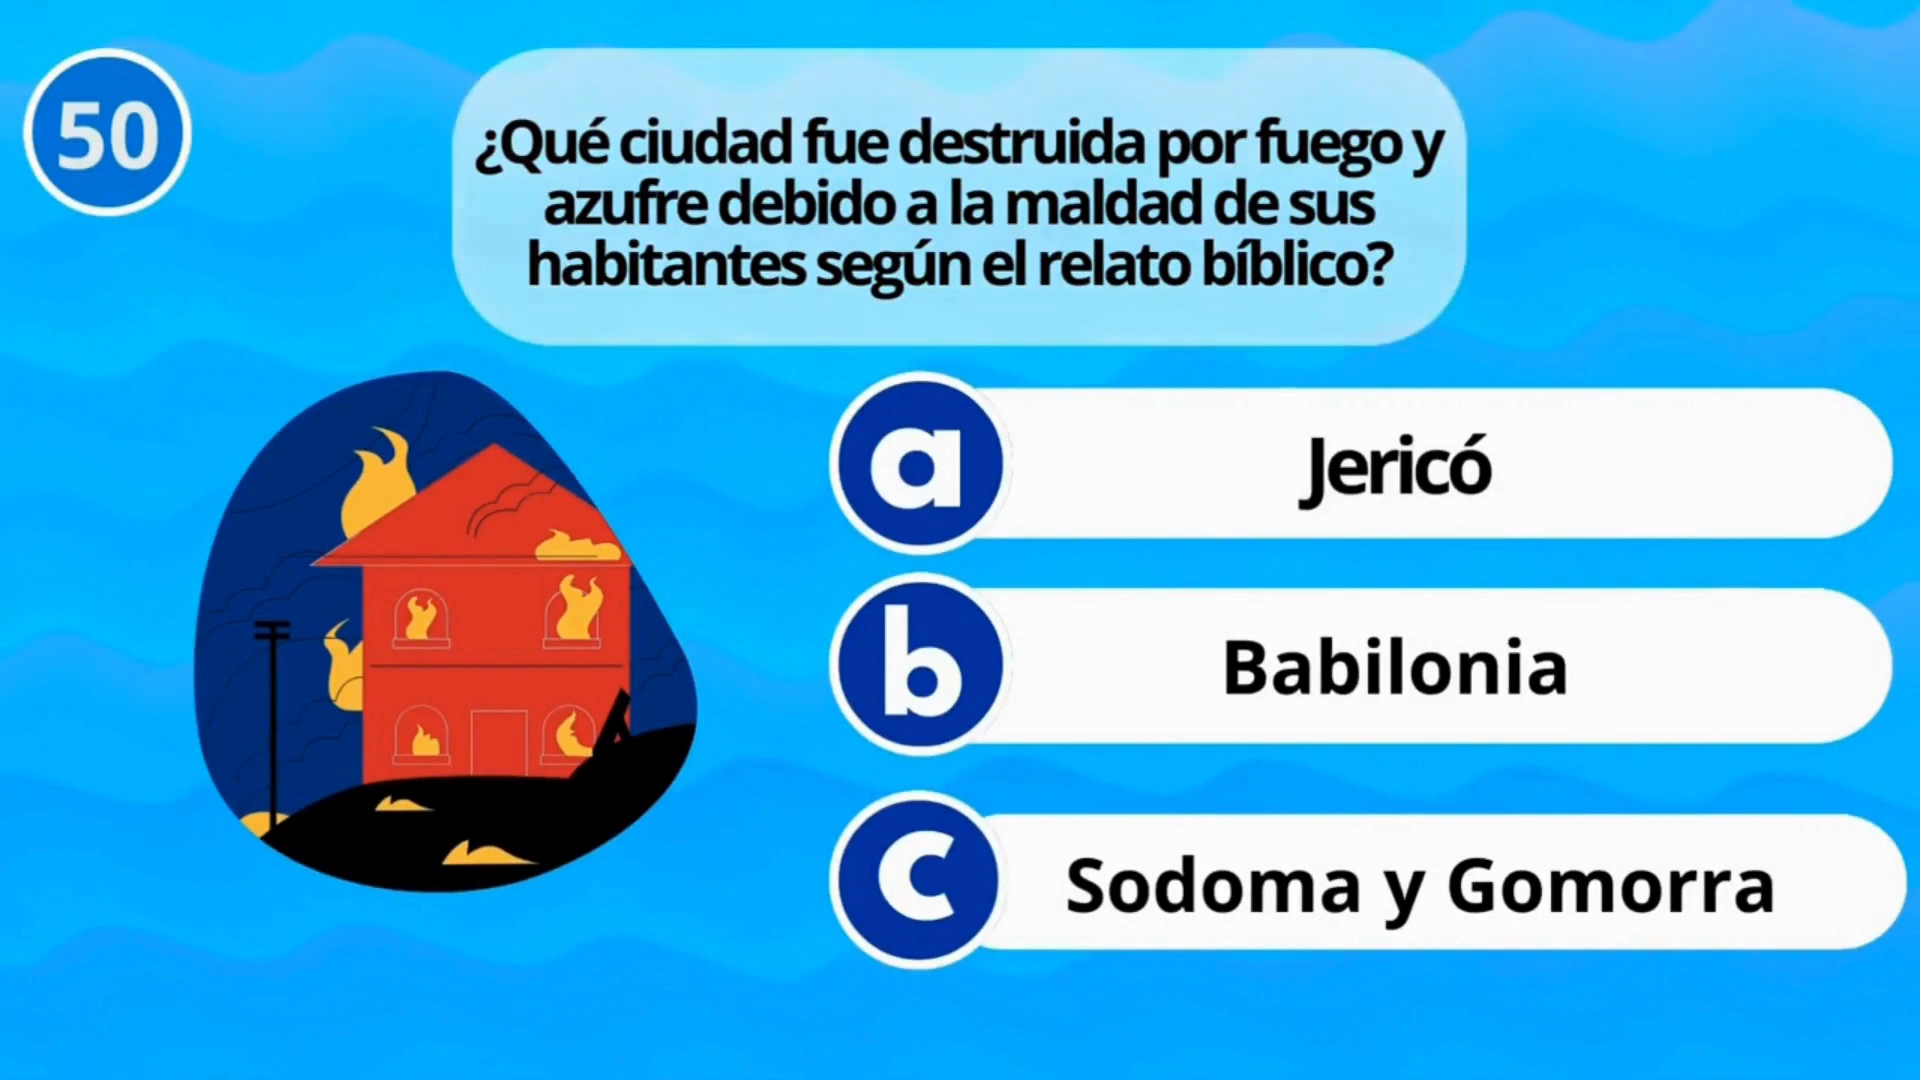 50
¿Qué ciudad fue destruida por fuego y
azufre debido a la maldad de sus
habitantes según el relato bíblico?
a Jericó
b Babilonia
c Sodoma y Gomorra